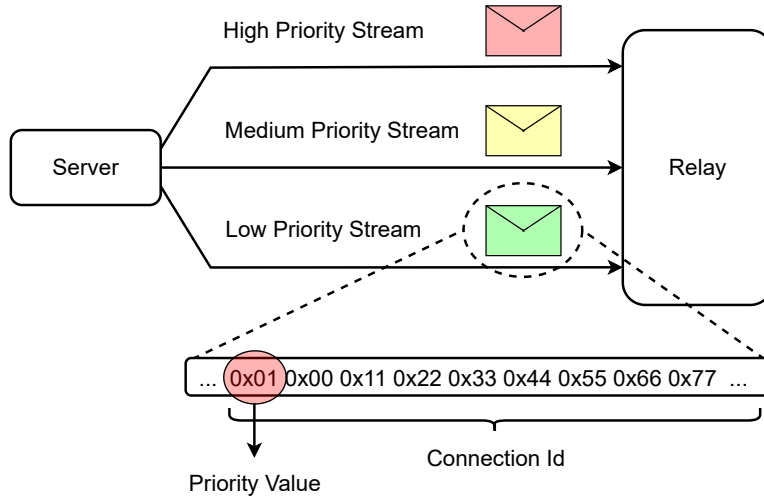 High Priority Stream
Medium Priority Stream
Server
Relay
Low Priority Stream
... 0x01 0x00 0x11 0x22 0x33 0x44 0x55 0x66 0x77 ...
Connection Id
Priority Value